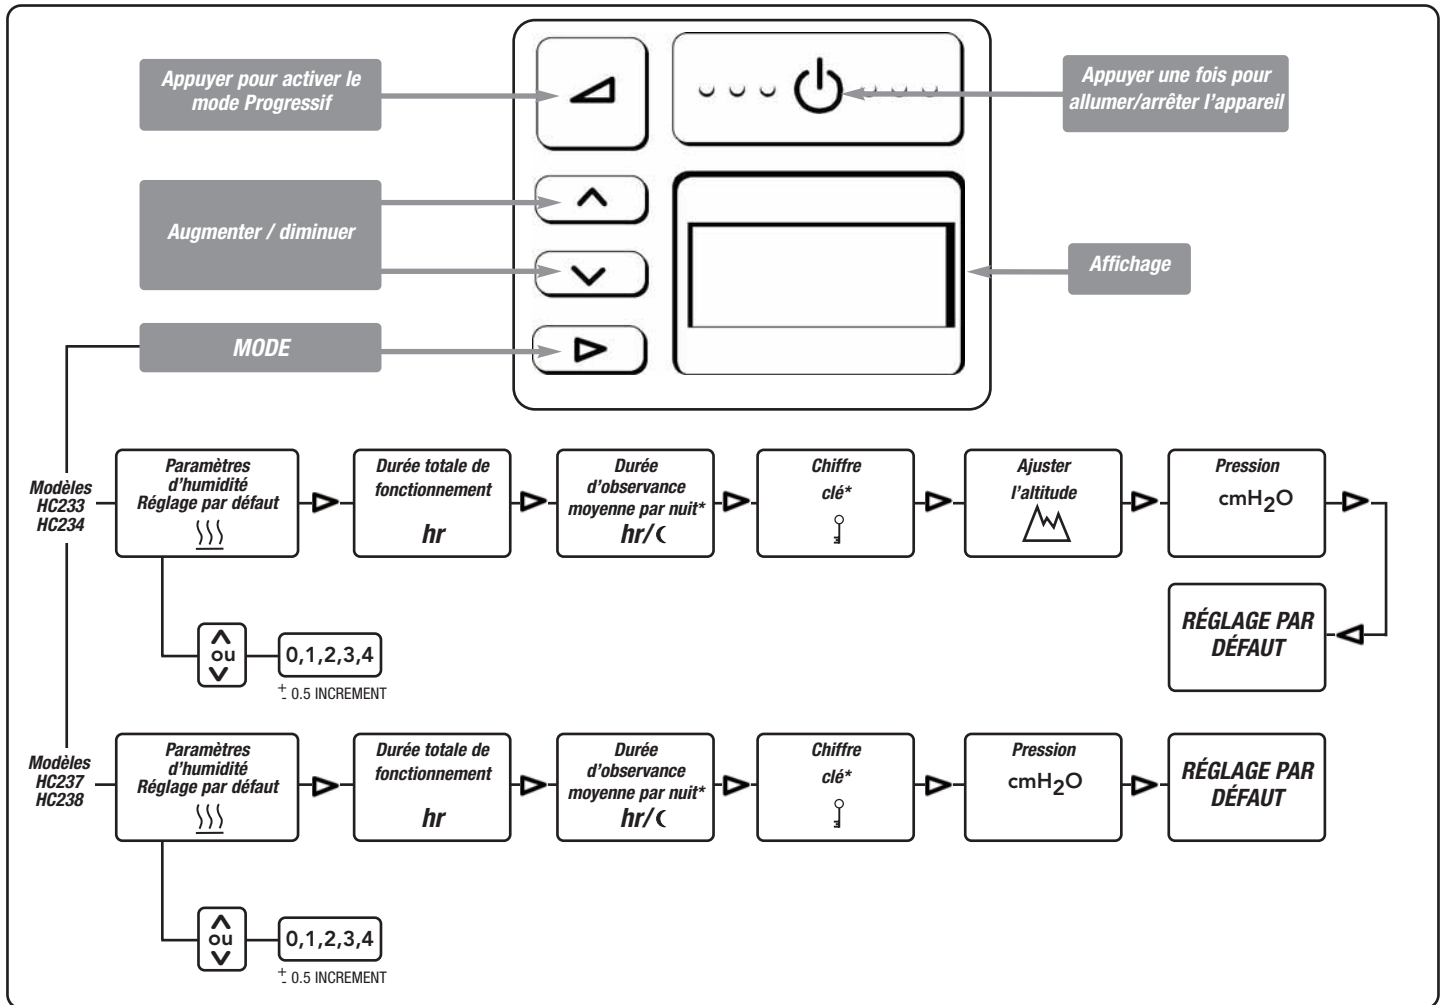 Appuyer pour activer le
mode Progressif
Appuyer une fois pour
allumer/arrêter l'appareil
Augmenter / diminuer
Affichage
MODE
Modèles
HC233
HC234
Paramètres
d'humidité
Réglage par défaut
Durée totale de
fonctionnement
hr
Durée
d'observance
moyenne par nuit*
hr/☾
Chiffre
clé*
Ajuster
l'altitude
Pression
cmH₂O
RÉGLAGE PAR
DÉFAUT
ou
0,1,2,3,4
+
- 0.5 INCREMENT
Modèles
HC237
HC238
Paramètres
d'humidité
Réglage par défaut
Durée totale de
fonctionnement
hr
Durée
d'observance
moyenne par nuit*
hr/☾
Chiffre
clé*
Pression
cmH₂O
RÉGLAGE PAR
DÉFAUT
ou
0,1,2,3,4
+
- 0.5 INCREMENT